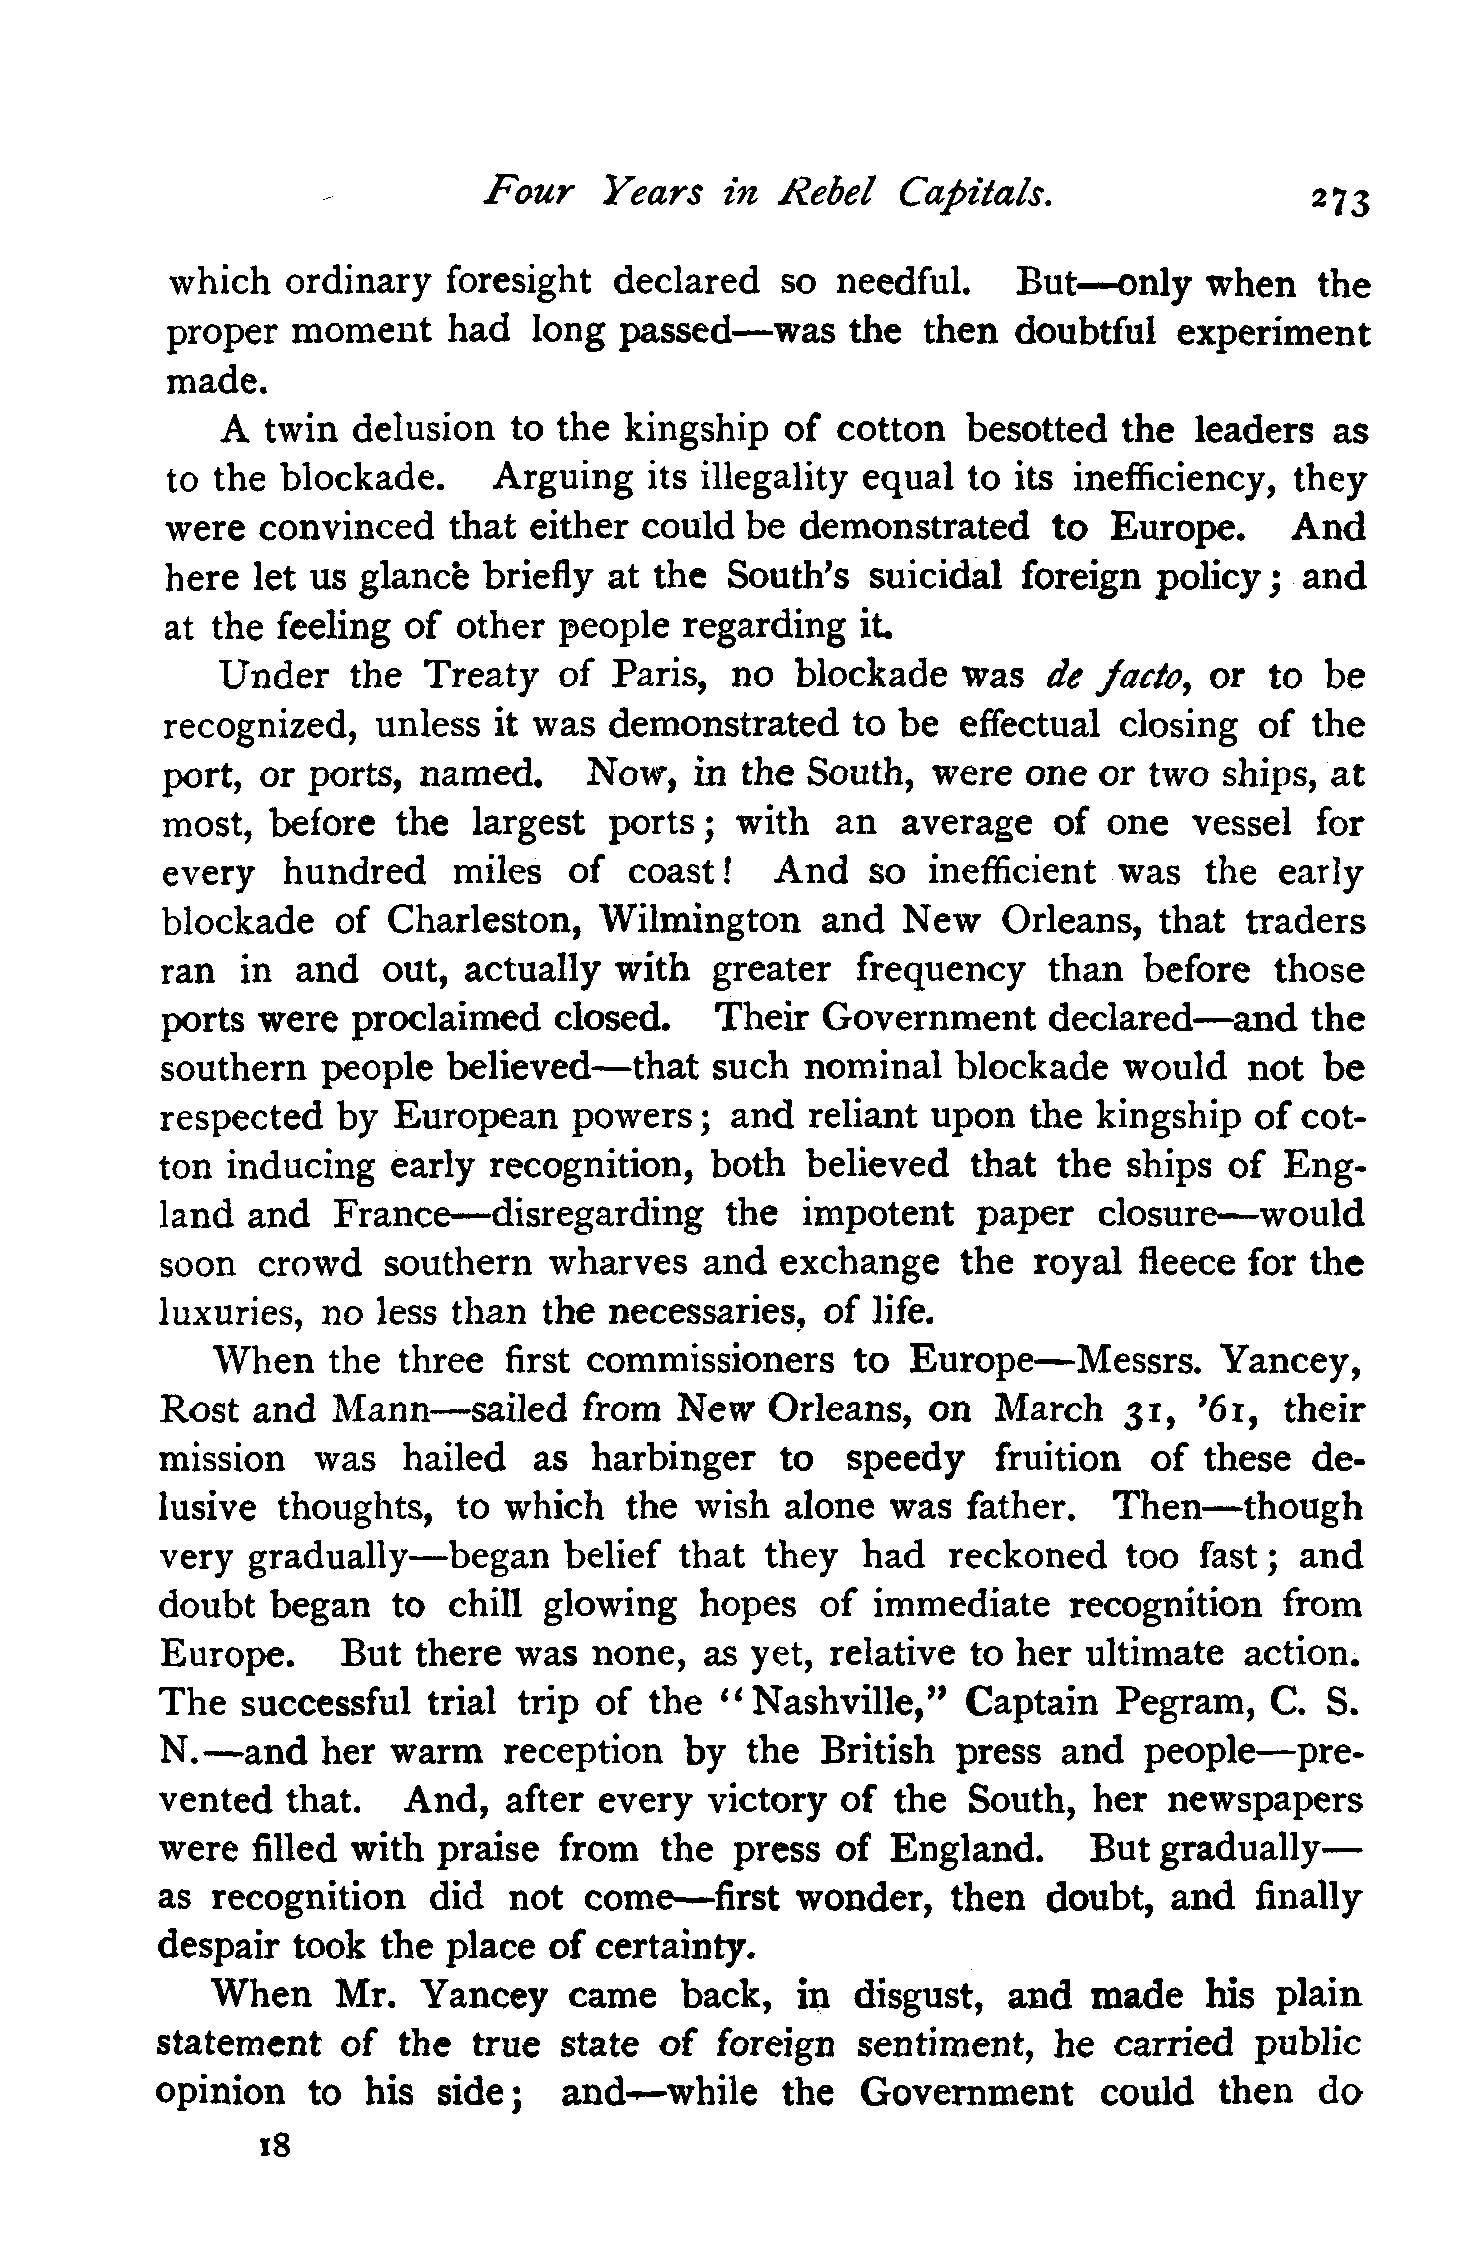 Four Years in Rebel Capitals. 273
which ordinary foresight declared so needful. But—only when the
proper moment had long passed—was the then doubtful experiment
made.
A twin delusion to the kingship of cotton besotted the leaders as
to the blockade. Arguing its illegality equal to its inefficiency, they
were convinced that either could be demonstrated to Europe. And
here let us glance briefly at the South's suicidal foreign policy; and
at the feeling of other people regarding it.
Under the Treaty of Paris, no blockade was de facto, or to be
recognized, unless it was demonstrated to be effectual closing of the
port, or ports, named. Now, in the South, were one or two ships, at
most, before the largest ports; with an average of one vessel for
every hundred miles of coast! And so inefficient was the early
blockade of Charleston, Wilmington and New Orleans, that traders
ran in and out, actually with greater frequency than before those
ports were proclaimed closed. Their Government declared—and the
southern people believed—that such nominal blockade would not be
respected by European powers; and reliant upon the kingship of cot-
ton inducing early recognition, both believed that the ships of Eng-
land and France—disregarding the impotent paper closure—would
soon crowd southern wharves and exchange the royal fleece for the
luxuries, no less than the necessaries, of life.
When the three first commissioners to Europe—Messrs. Yancey,
Rost and Mann—sailed from New Orleans, on March 31, '61, their
mission was hailed as harbinger to speedy fruition of these de-
lusive thoughts, to which the wish alone was father. Then—though
very gradually—began belief that they had reckoned too fast; and
doubt began to chill glowing hopes of immediate recognition from
Europe. But there was none, as yet, relative to her ultimate action.
The successful trial trip of the "Nashville," Captain Pegram, C. S.
N.—and her warm reception by the British press and people—pre-
vented that. And, after every victory of the South, her newspapers
were filled with praise from the press of England. But gradually—
as recognition did not come—first wonder, then doubt, and finally
despair took the place of certainty.
When Mr. Yancey came back, in disgust, and made his plain
statement of the true state of foreign sentiment, he carried public
opinion to his side; and—while the Government could then do
18